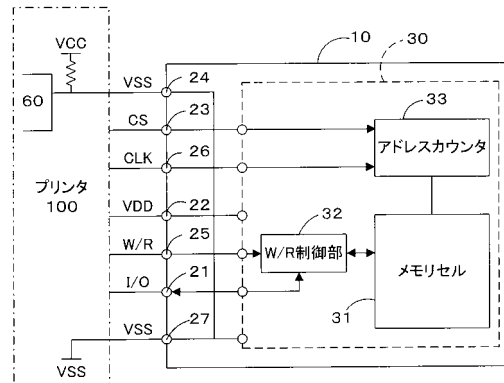 10
30
VCC
60
VSS
24
CS
23
33
アドレスカウンタ
CLK
26
プリンタ
100
VDD
22
32
W/R
25
W/R制御部
メモリセル
I/O
21
31
VSS
27
VSS